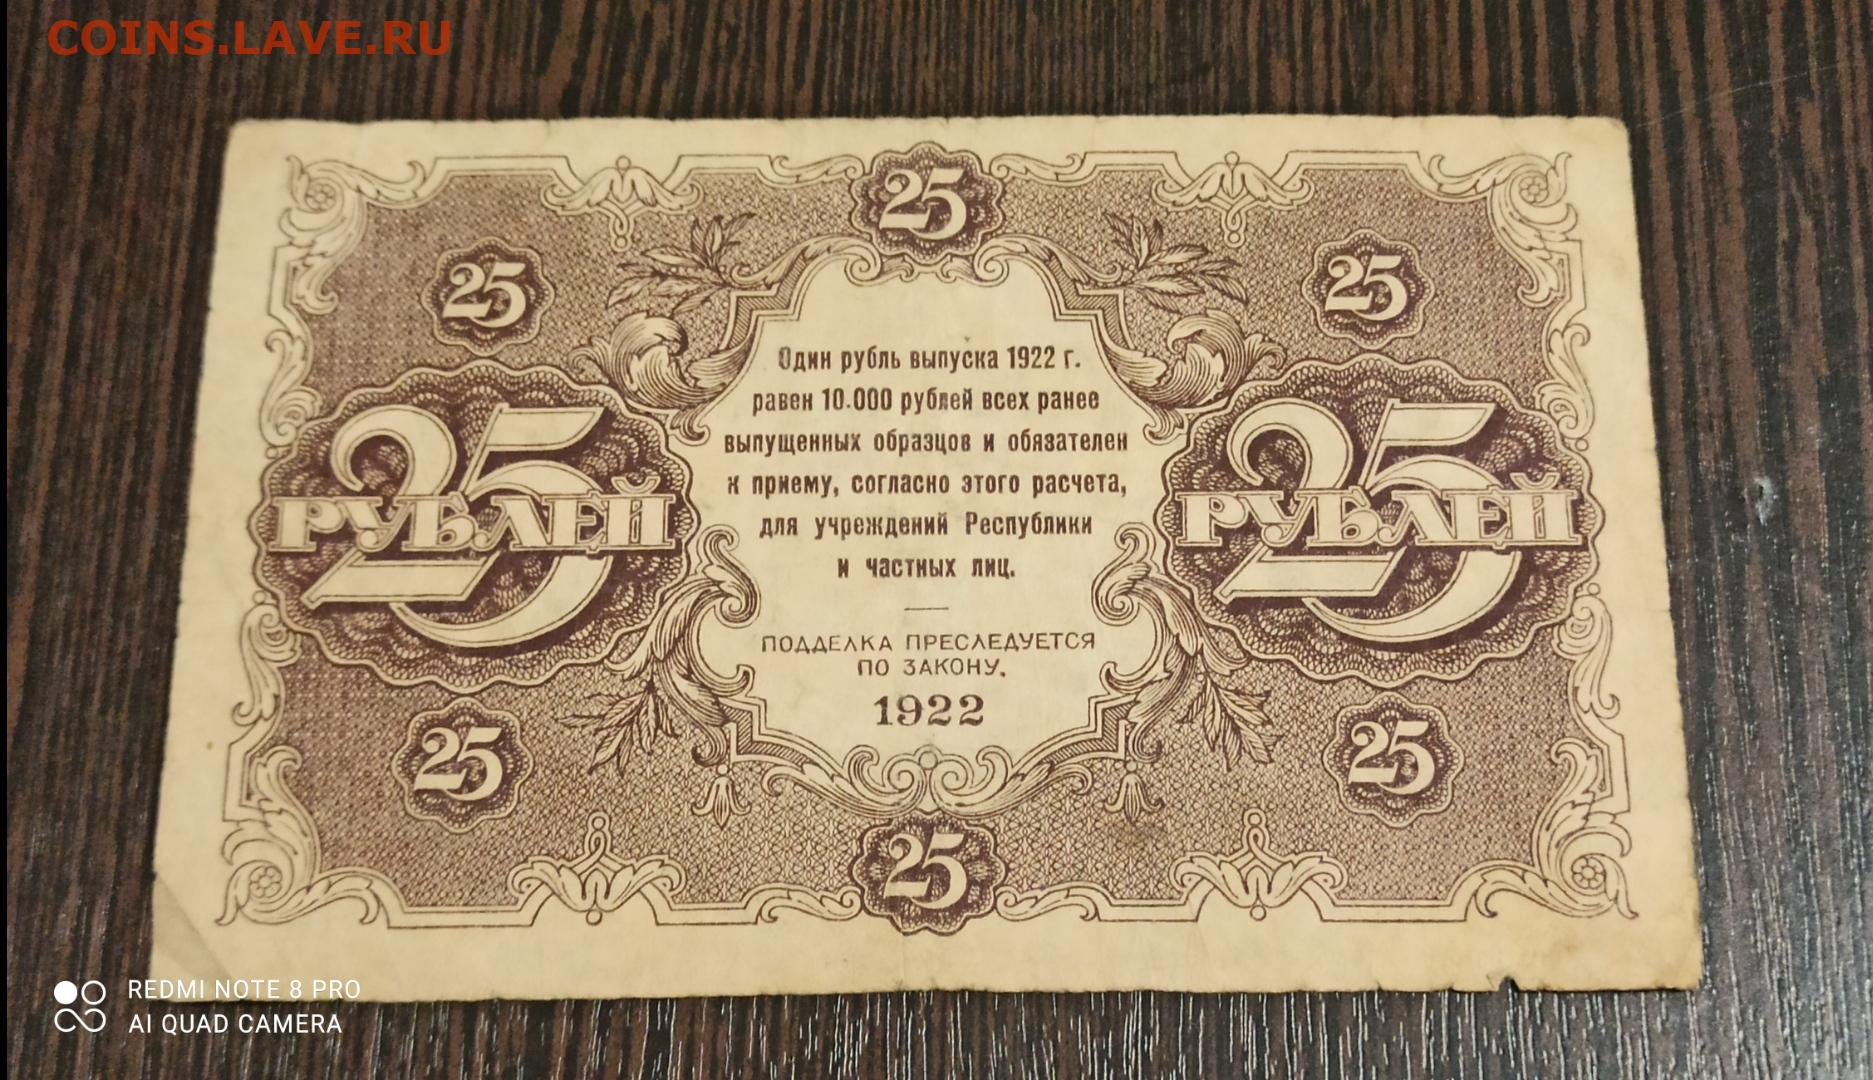 COINS.LAVE.RU
25
25
25
Один рубль выпуска 1922 г.
равен 10.000 рублей всех ранее
выпущенных образцов и обязателен
к приему, согласно этого расчета,
для учреждений Республики
и частных лиц.
25
РУБЛЕЙ
25
РУБЛЕЙ
ПОДДЕЛКА ПРЕСЛЕДУЕТСЯ
ПО ЗАКОНУ.
1922
25
25
25
REDMI NOTE 8 PRO
AI QUAD CAMERA